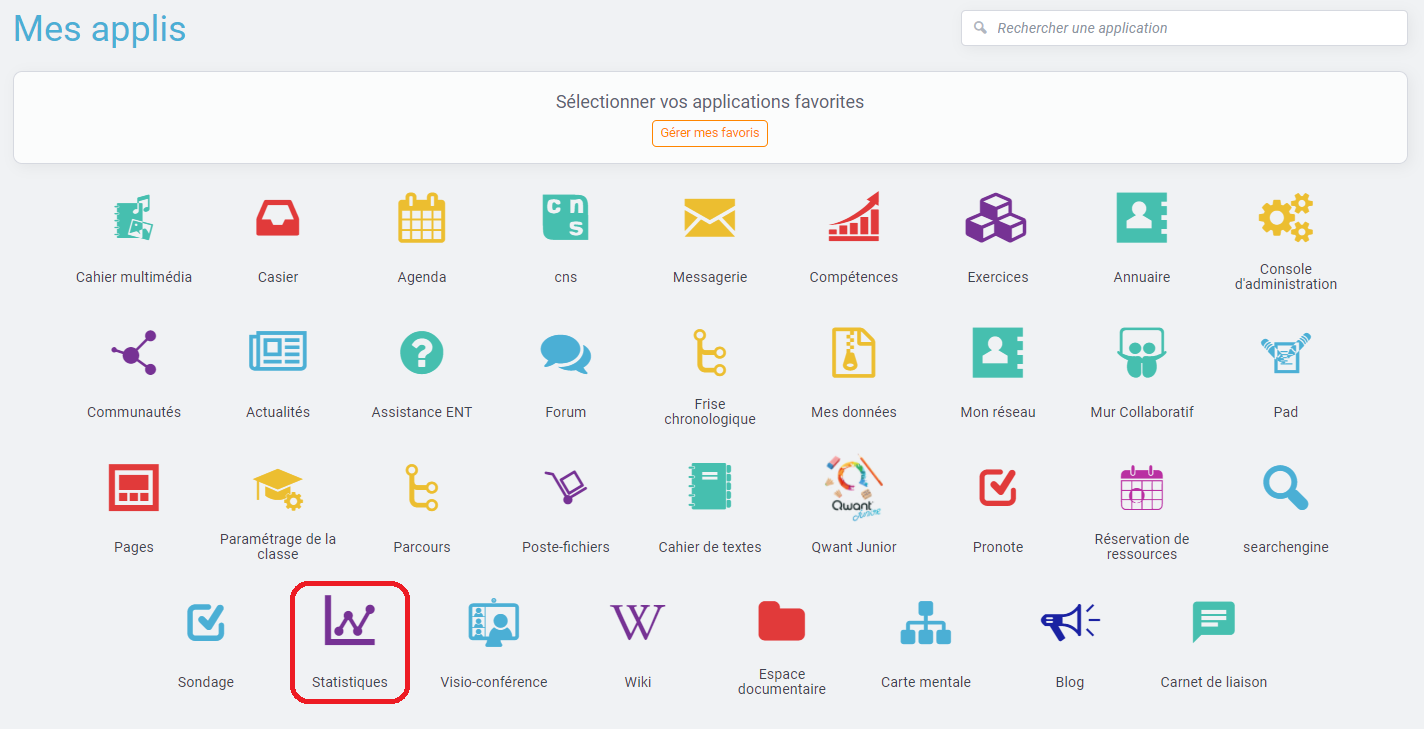 Mes applis
Rechercher une application
Sélectionner vos applications favorites
Gérer mes favoris
cns
Cahier multimédia
Casier
Agenda
cns
Messagerie
Compétences
Exercices
Annuaire
Console
d'administration
?
Communautés
Actualités
Assistance ENT
Forum
Frise
chronologique
Mes données
Mon réseau
Mur Collaboratif
Pad
Qwant
Junior
Pages
Paramétrage de la
classe
Parcours
Poste-fichiers
Cahier de textes
Qwant Junior
Pronote
Réservation de
ressources
searchengine
W
Sondage
Statistiques
Visio-conférence
Wiki
Espace
documentaire
Carte mentale
Blog
Carnet de liaison